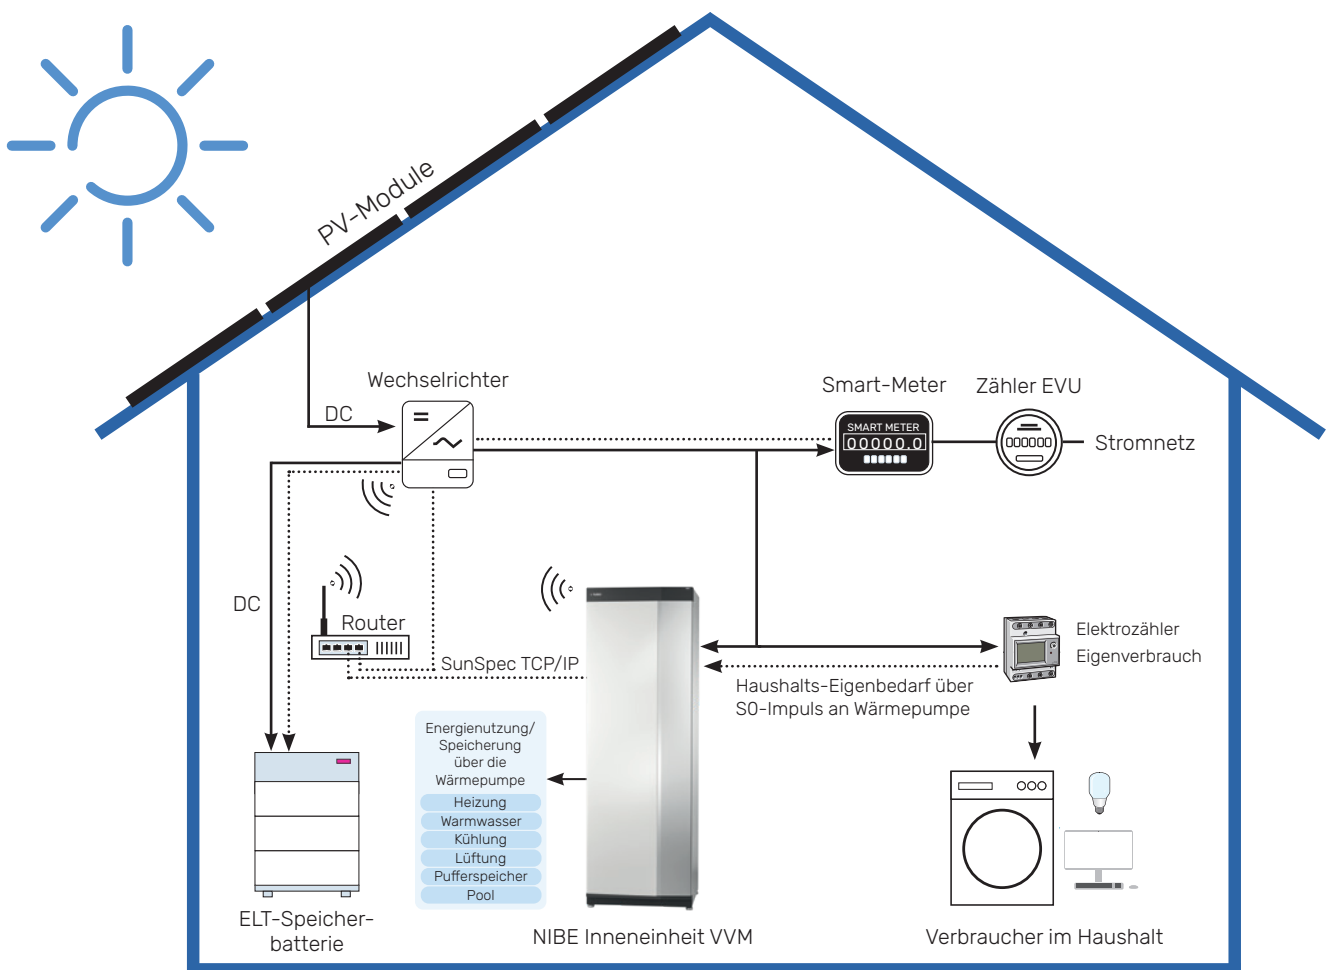 PV-Module
Wechselrichter
DC
Smart-Meter
Zähler EVU
SMART METER
00000.0
000000
Stromnetz
DC
Router
SunSpec TCP/IP
Elektrozähler
Eigenverbrauch
Haushalts-Eigenbedarf über
S0-Impuls an Wärmepumpe
Energienutzung/
Speicherung
über die
Wärmepumpe
Heizung
Warmwasser
Kühlung
Lüftung
Pufferspeicher
Pool
ELT-Speicher-
batterie
NIBE Inneneinheit VVM
Verbraucher im Haushalt